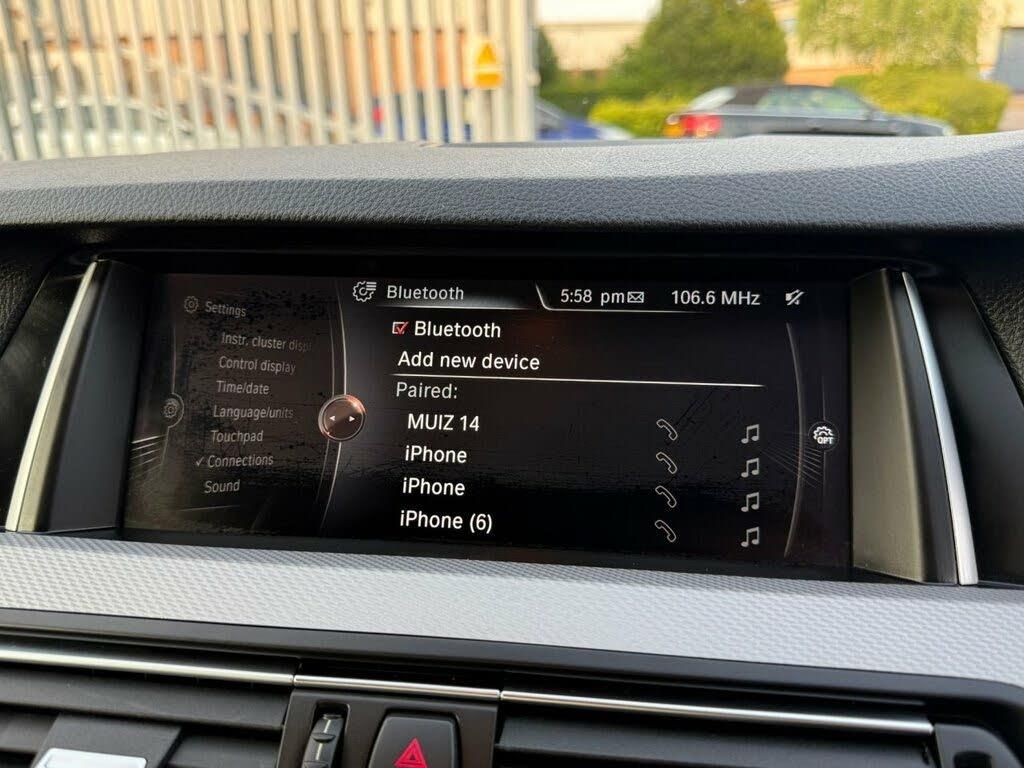 Settings
Instr. cluster displ
Control display
Time/date
Language/units
Touchpad
Connections
Sound
Bluetooth
5:58 pm 106.6 MHz
Bluetooth
Add new device
Paired:
MUIZ 14
iPhone
iPhone
iPhone (6)
OPT